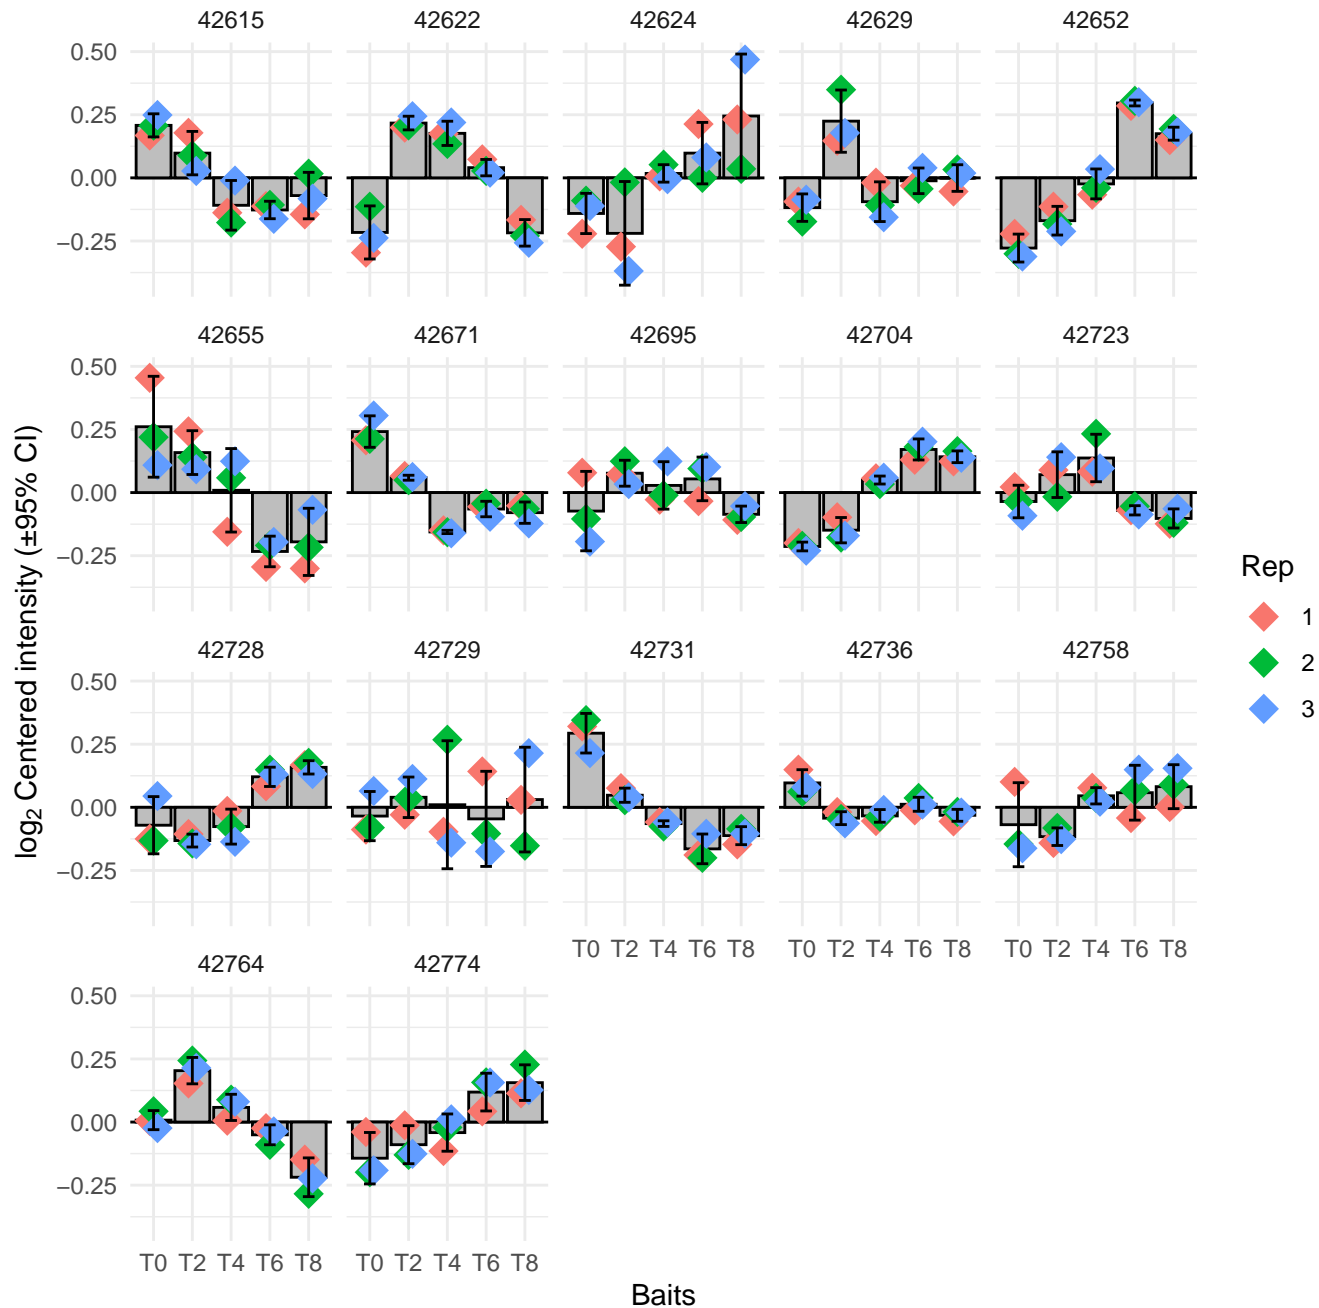 42615 42622 42624 42629 42652
0.50
0.25
0.00
−0.25
42655 42671 42695 42704 42723
0.50
0.25
0.00
−0.25
42728 42729 42731 42736 42758
0.50
0.25
0.00
−0.25
T0 T2 T4 T6 T8 T0 T2 T4 T6 T8 T0 T2 T4 T6 T8
42764 42774
0.50
0.25
0.00
−0.25
T0 T2 T4 T6 T8 T0 T2 T4 T6 T8
Baits
log₂ Centered intensity (±95% CI)
Rep
1
2
3